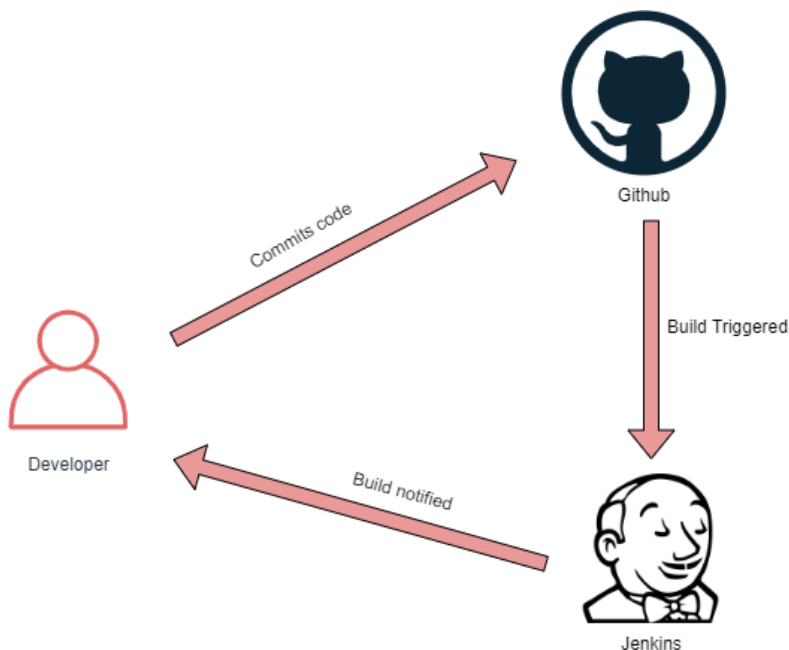 Github
Commits code
Build Triggered
Developer
Build notified
Jenkins